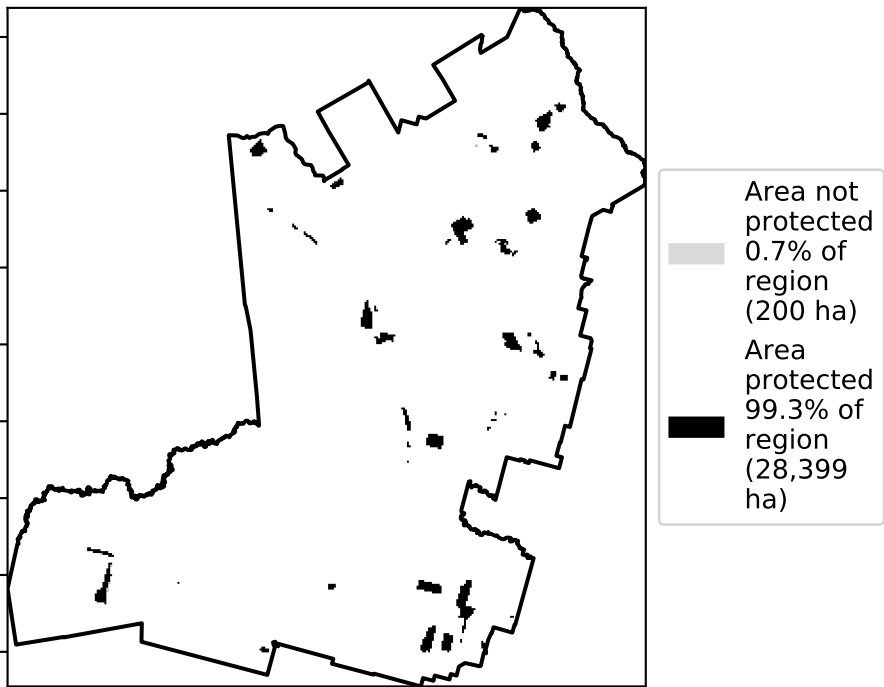 Area not
protected
0.7% of
region
(200 ha)
Area
protected
99.3% of
region
(28,399
ha)